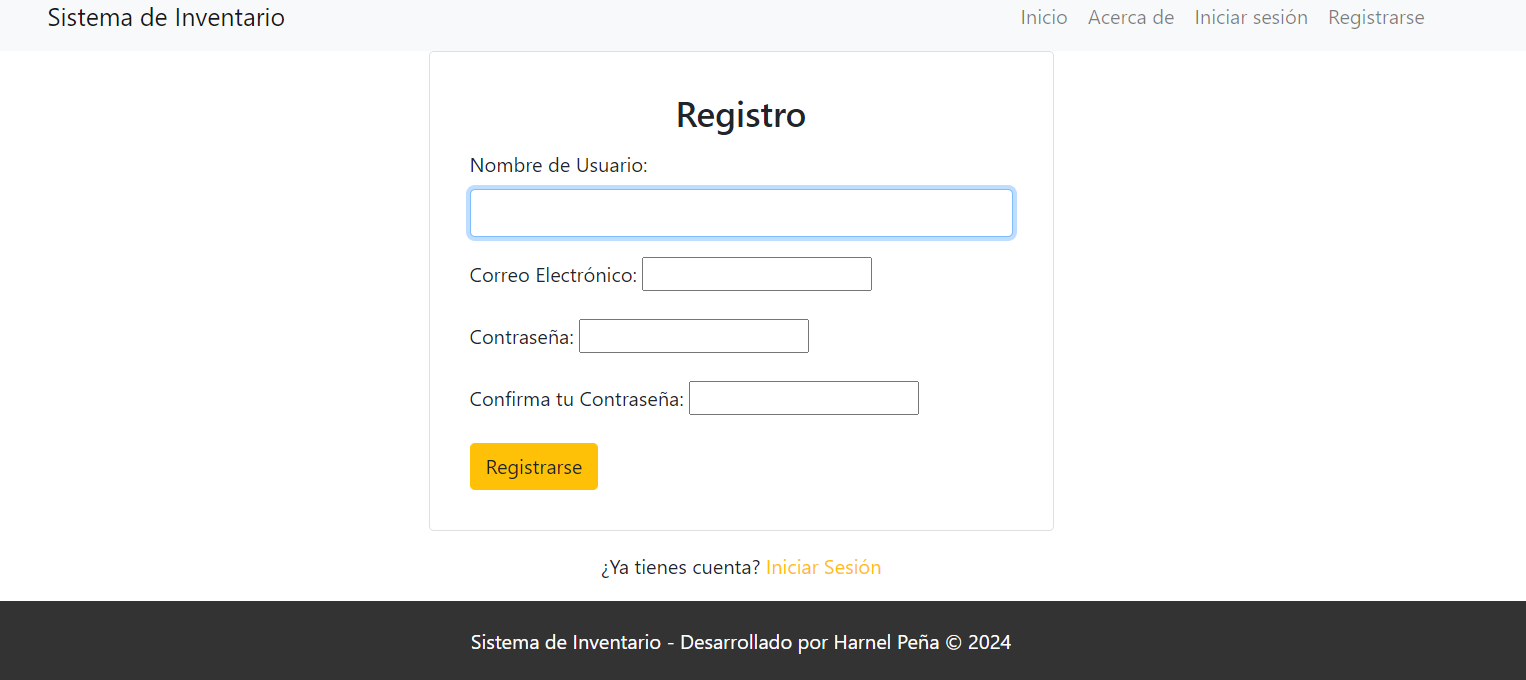 Sistema de Inventario Inicio Acerca de Iniciar sesión Registrarse
Registro
Nombre de Usuario:
Correo Electrónico:
Contraseña:
Confirma tu Contraseña:
Registrarse
¿Ya tienes cuenta? Iniciar Sesión
Sistema de Inventario - Desarrollado por Harnel Peña © 2024